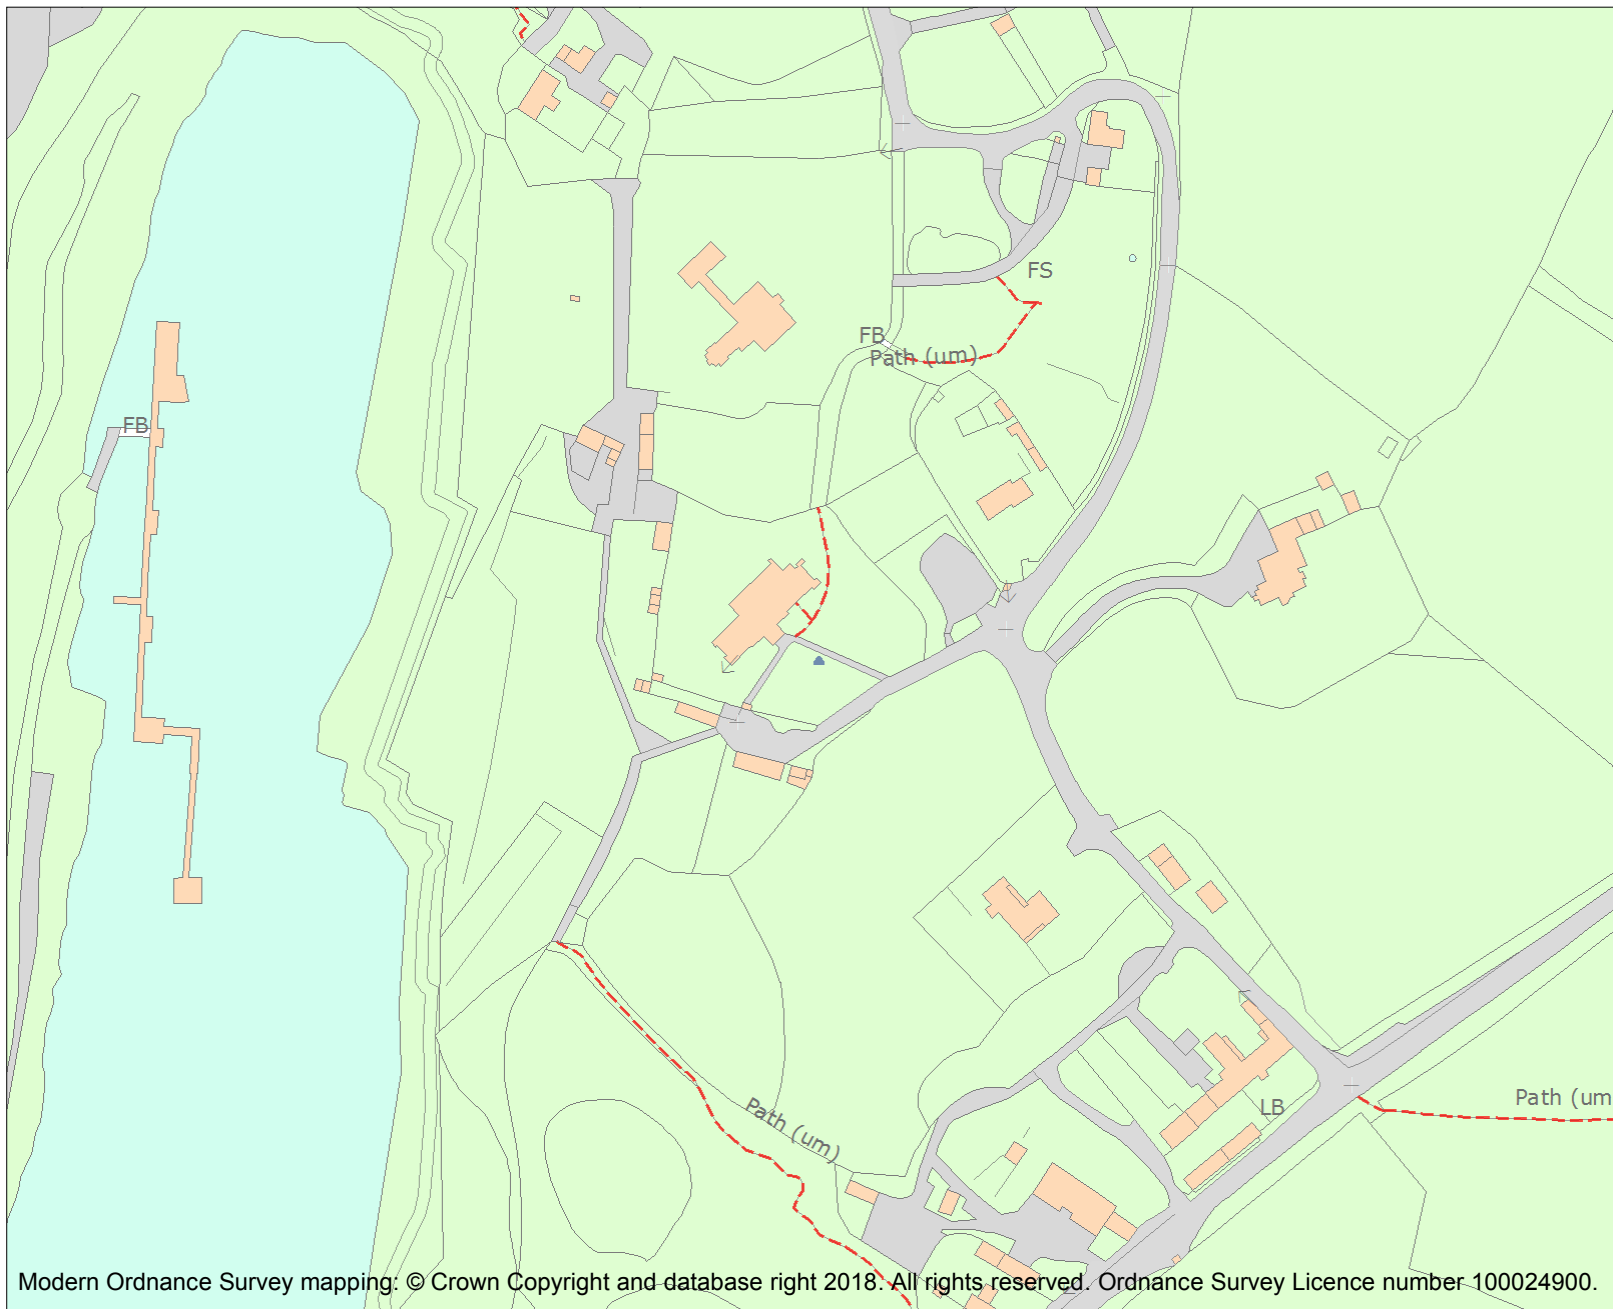 FS
FB
Path (um)
FB
Path (um
LB
Path (um)
Modern Ordnance Survey mapping: © Crown Copyright and database right 2018. All rights reserved. Ordnance Survey Licence number 100024900.